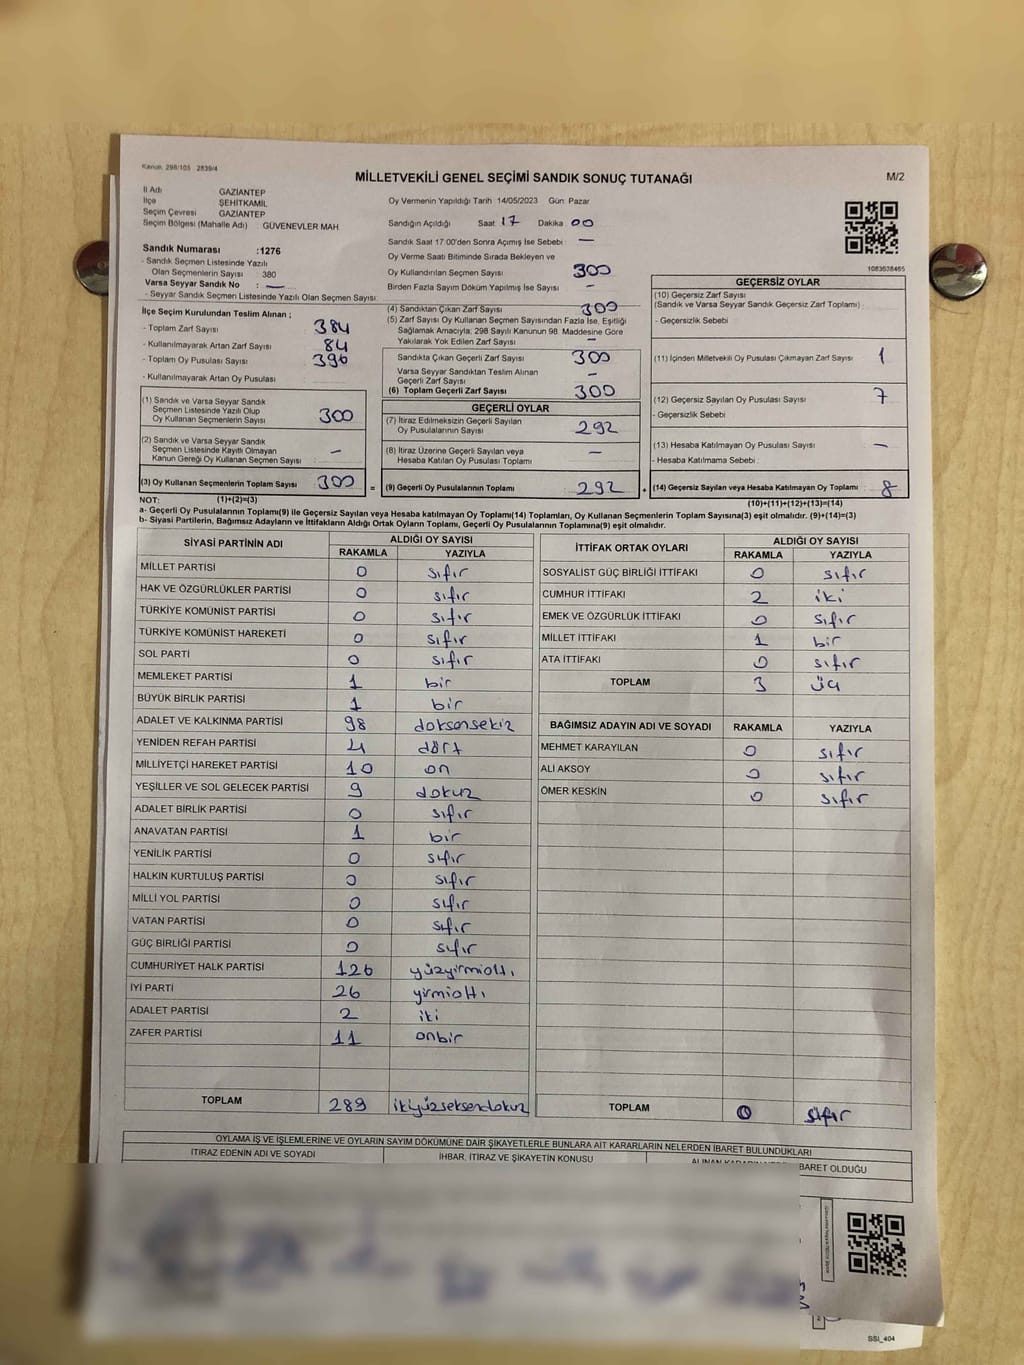 Kanun: 298/105 2839/4
MİLLETVEKİLİ GENEL SEÇİMİ SANDIK SONUÇ TUTANAĞI
M/2
İl Adı GAZİANTEP
İlçe ŞEHİTKAMİL
Seçim Çevresi GAZİANTEP
Seçim Bölgesi (Mahalle Adı) GÜVENEVLER MAH
Sandık Numarası :1276
- Sandık Seçmen Listesinde Yazılı
Olan Seçmenlerin Sayısı : 380
Varsa Seyyar Sandık No : —
- Seyyar Sandık Seçmen Listesinde Yazılı Olan Seçmen Sayısı
İlçe Seçim Kurulundan Teslim Alınan ;
- Toplam Zarf Sayısı 384
- Kullanılmayarak Artan Zarf Sayısı 84
- Toplam Oy Pusulası Sayısı 396
- Kullanılmayarak Artan Oy Pusulası
(1) Sandık ve Varsa Seyyar Sandık
Seçmen Listesinde Yazılı Olup
Oy Kullanan Seçmenlerin Sayısı 300
(2) Sandık ve Varsa Seyyar Sandık
Seçmen Listesinde Kayıtlı Olmayan
Kanun Gereği Oy Kullanan Seçmen Sayısı : —
(3) Oy Kullanan Seçmenlerin Toplam Sayısı 300 =
Oy Vermenin Yapıldığı Tarih 14/05/2023 Gün: Pazar
Sandığın Açıldığı Saat 17 Dakika 00
Sandık Saat 17:00'den Sonra Açımış İse Sebebi : —
Oy Verme Saati Bitiminde Sırada Bekleyen ve
Oy Kullandırılan Seçmen Sayısı 300
Birden Fazla Sayım Döküm Yapılmış İse Sayısı -
(4) Sandıktan Çıkan Zarf Sayısı 300
(5) Zarf Sayısı Oy Kullanan Seçmen Sayısından Fazla İse, Eşitliği
Sağlamak Amacıyla; 298 Sayılı Kanunun 98. Maddesine Göre
Yakılarak Yok Edilen Zarf Sayısı —
Sandıkta Çıkan Geçerli Zarf Sayısı 300
Varsa Seyyar Sandıktan Teslim Alınan
Geçerli Zarf Sayısı —
(6) Toplam Geçerli Zarf Sayısı 300
GEÇERLİ OYLAR
(7) İtiraz Edilmeksizin Geçerli Sayılan
Oy Pusulalarının Sayısı 292
(8) İtiraz Üzerine Geçerli Sayılan veya
Hesaba Katılan Oy Pusulası Toplamı —
(9) Geçerli Oy Pusulalarının Toplamı 292 +
1083638465
GEÇERSİZ OYLAR
(10) Geçersiz Zarf Sayısı
(Sandık ve Varsa Seyyar Sandık Geçersiz Zarf Toplamı)
- Geçersizlik Sebebi
(11) İçinden Milletvekili Oy Pusulası Çıkmayan Zarf Sayısı 1
(12) Geçersiz Sayılan Oy Pusulası Sayısı 7
- Geçersizlik Sebebi
(13) Hesaba Katılmayan Oy Pusulası Sayısı —
- Hesaba Katılmama Sebebi :
(14) Geçersiz Sayılan veya Hesaba Katılmayan Oy Toplamı 8
NOT: (1)+(2)=(3) (10)+(11)+(12)+(13)=(14)
a- Geçerli Oy Pusulalarının Toplamı(9) ile Geçersiz Sayılan veya Hesaba katılmayan Oy Toplamı(14) Toplamları, Oy Kullanan Seçmenlerin Toplam Sayısına(3) eşit olmalıdır. (9)+(14)=(3)
b- Siyasi Partilerin, Bağımsız Adayların ve İttifakların Aldığı Ortak Oyların Toplamı, Geçerli Oy Pusulalarının Toplamına(9) eşit olmalıdır.
SİYASİ PARTİNİN ADI ALDIĞI OY SAYISI
RAKAMLA YAZIYLA
MİLLET PARTİSİ 0 sıfır
HAK VE ÖZGÜRLÜKLER PARTİSİ 0 sıfır
TÜRKİYE KOMÜNİST PARTİSİ 0 sıfır
TÜRKİYE KOMÜNİST HAREKETİ 0 sıfır
SOL PARTİ 0 sıfır
MEMLEKET PARTİSİ 1 bir
BÜYÜK BİRLİK PARTİSİ 1 bir
ADALET VE KALKINMA PARTİSİ 98 doksansekiz
YENİDEN REFAH PARTİSİ 4 dört
MİLLİYETÇİ HAREKET PARTİSİ 10 on
YEŞİLLER VE SOL GELECEK PARTİSİ 9 dokuz
ADALET BİRLİK PARTİSİ 0 sıfır
ANAVATAN PARTİSİ 1 bir
YENİLİK PARTİSİ 0 sıfır
HALKIN KURTULUŞ PARTİSİ 0 sıfır
MİLLİ YOL PARTİSİ 0 sıfır
VATAN PARTİSİ 0 sıfır
GÜÇ BİRLİĞİ PARTİSİ 0 sıfır
CUMHURİYET HALK PARTİSİ 126 yüzyirmialtı
İYİ PARTİ 26 yirmialtı
ADALET PARTİSİ 2 iki
ZAFER PARTİSİ 11 onbir
TOPLAM 289 ikiyüzseksendokuz
İTTİFAK ORTAK OYLARI ALDIĞI OY SAYISI
RAKAMLA YAZIYLA
SOSYALİST GÜÇ BİRLİĞİ İTTİFAKI 0 sıfır
CUMHUR İTTİFAKI 2 iki
EMEK VE ÖZGÜRLÜK İTTİFAKI 0 sıfır
MİLLET İTTİFAKI 1 bir
ATA İTTİFAKI 0 sıfır
TOPLAM 3 üç
BAĞIMSIZ ADAYIN ADI VE SOYADI RAKAMLA YAZIYLA
MEHMET KARAYILAN 0 sıfır
ALİ AKSOY 0 sıfır
ÖMER KESKİN 0 sıfır
TOPLAM 0 sıfır
OYLAMA İŞ VE İŞLEMLERİNE VE OYLARIN SAYIM DÖKÜMÜNE DAİR ŞİKAYETLERLE BUNLARA AİT KARARLARIN NELERDEN İBARET BULUNDUKLARI
İTİRAZ EDENİN ADI VE SOYADI İHBAR, İTİRAZ VE ŞİKAYETİN KONUSU BARET OLDUĞU
SSI_404